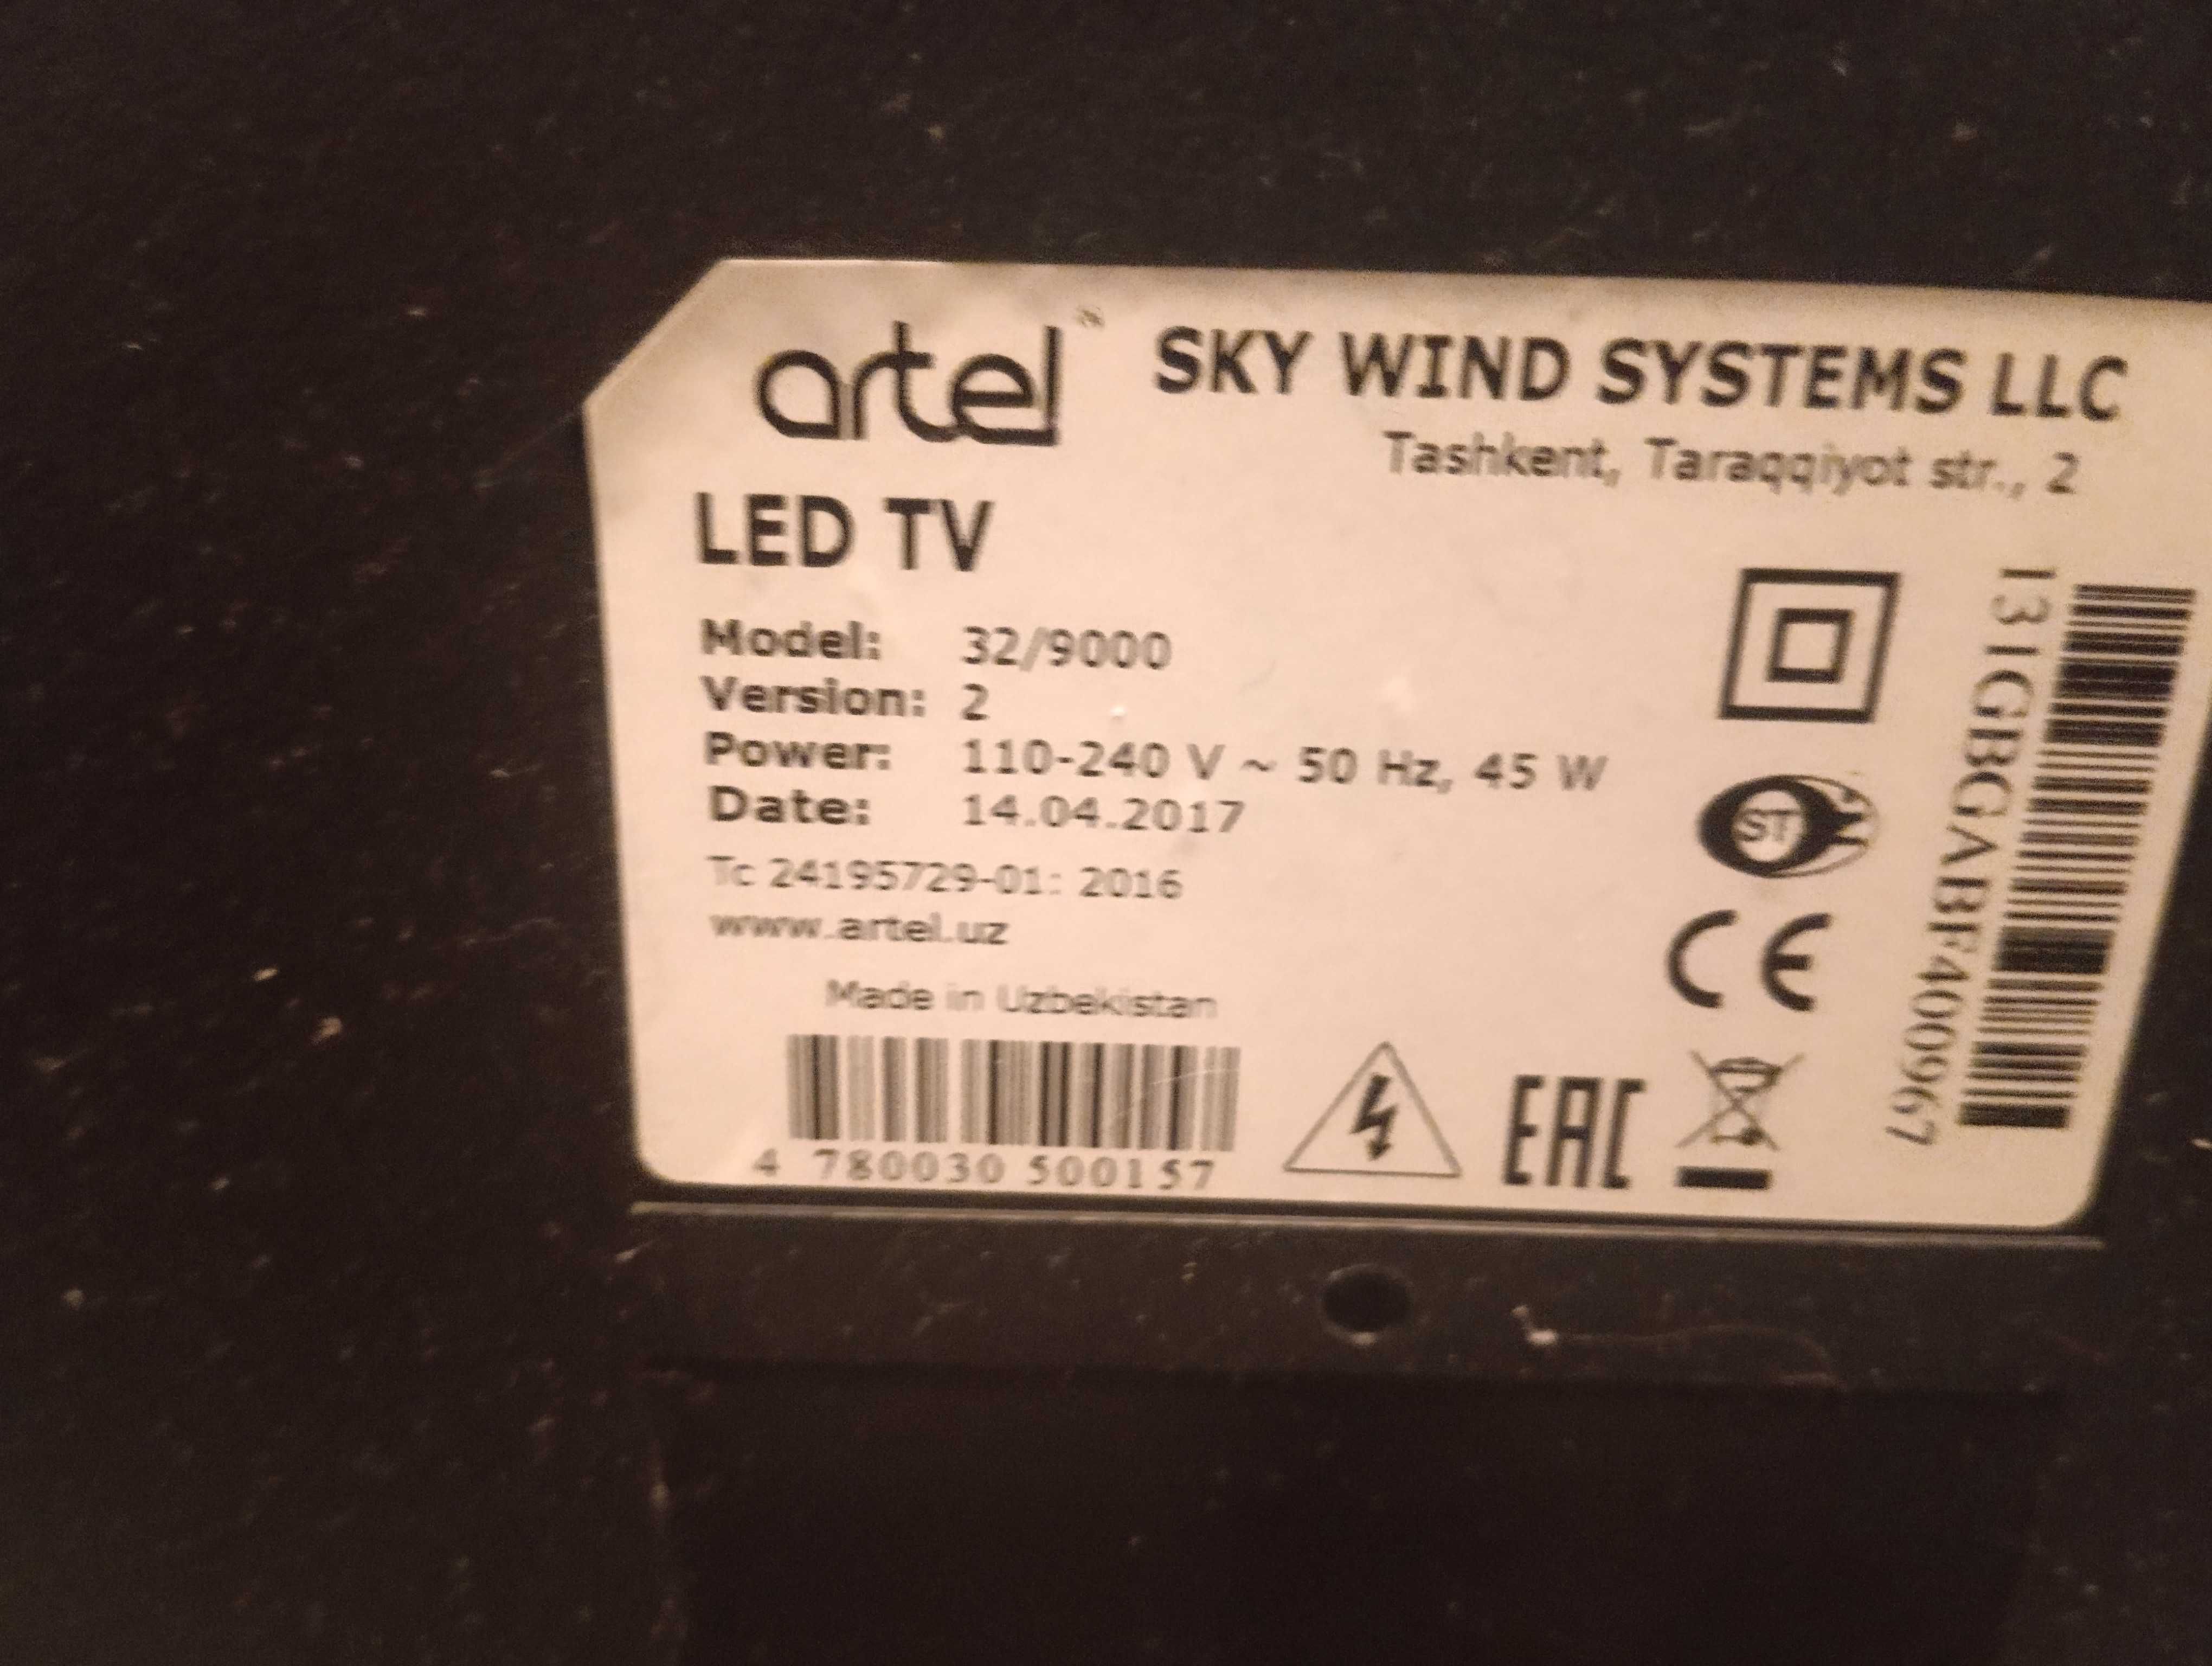 artel
SKY WIND SYSTEMS LLC
Tashkent, Taraqqiyot str., 2
LED TV
Model: 32/9000
Version: 2
Power: 110-240 V ~ 50 Hz, 45 W
Date: 14.04.2017
Tc 24195729-01: 2016
www.artel.uz
Made in Uzbekistan
4 780030 500157
ST
CE
EAC
I31GBGABF400967